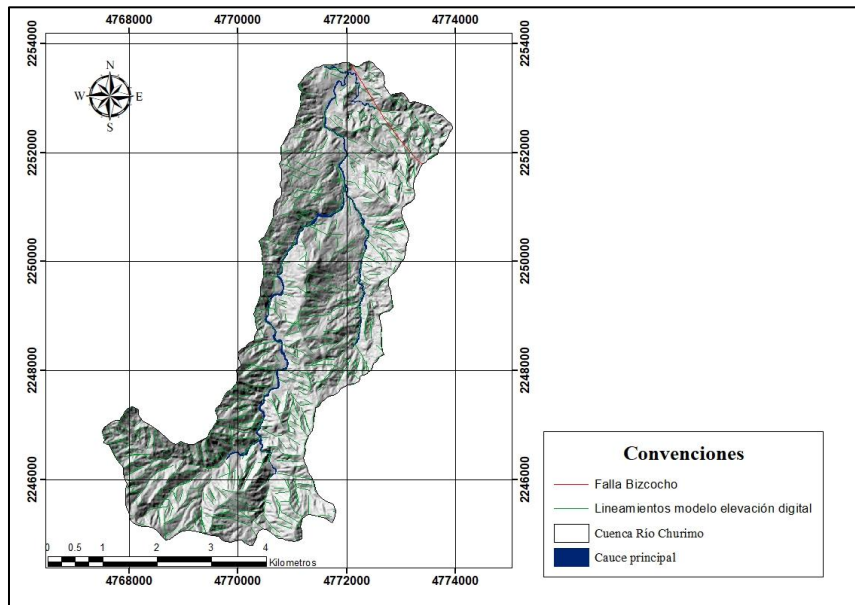 4768000 4770000 4772000 4774000
2254000 2254000
N
W E
S
2252000 2252000
2250000 2250000
2248000 2248000
2246000 2246000
0 0.5 1 2 3 4
Kilometros
4768000 4770000 4772000 4774000
Convenciones
Falla Bizcocho
Lineamientos modelo elevación digital
Cuenca Río Churimo
Cauce principal